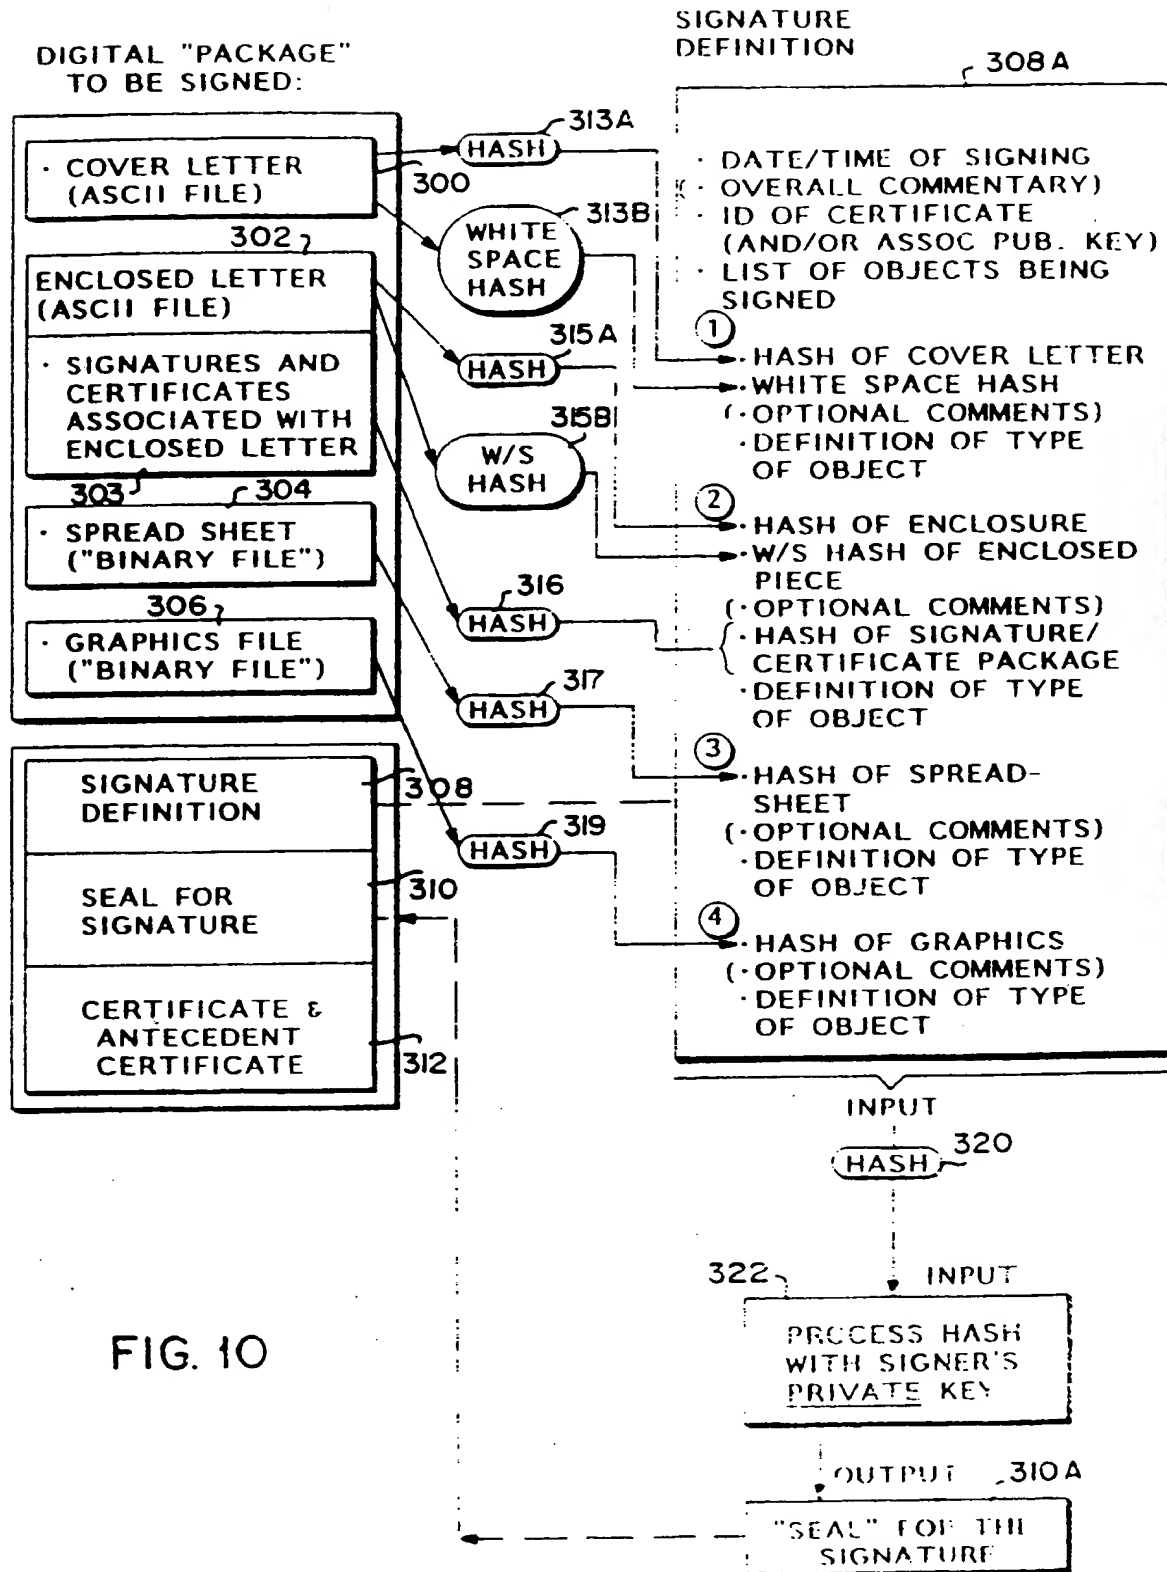 SIGNATURE
DEFINITION
DIGITAL "PACKAGE"
TO BE SIGNED:
308A
· COVER LETTER
(ASCII FILE)
300
302
ENCLOSED LETTER
(ASCII FILE)
· SIGNATURES AND
CERTIFICATES
ASSOCIATED WITH
ENCLOSED LETTER
303
304
· SPREAD SHEET
("BINARY FILE")
306
· GRAPHICS FILE
("BINARY FILE")
SIGNATURE
DEFINITION
308
SEAL FOR
SIGNATURE
310
CERTIFICATE &
ANTECEDENT
CERTIFICATE
312
313A
HASH
313B
WHITE
SPACE
HASH
315A
HASH
315B
W/S
HASH
316
HASH
317
HASH
319
HASH
· DATE/TIME OF SIGNING
(· OVERALL COMMENTARY)
· ID OF CERTIFICATE
(AND/OR ASSOC PUB. KEY)
· LIST OF OBJECTS BEING
SIGNED
1
· HASH OF COVER LETTER
· WHITE SPACE HASH
(·OPTIONAL COMMENTS)
·DEFINITION OF TYPE
OF OBJECT
2
· HASH OF ENCLOSURE
· W/S HASH OF ENCLOSED
PIECE
(·OPTIONAL COMMENTS)
·HASH OF SIGNATURE/
CERTIFICATE PACKAGE
·DEFINITION OF TYPE
OF OBJECT
3
· HASH OF SPREAD-
SHEET
(·OPTIONAL COMMENTS)
·DEFINITION OF TYPE
OF OBJECT
4
· HASH OF GRAPHICS
(·OPTIONAL COMMENTS)
·DEFINITION OF TYPE
OF OBJECT
INPUT
HASH
320
322
INPUT
PROCESS HASH
WITH SIGNER'S
PRIVATE KEY
OUTPUT
310A
"SEAL" FOR THE
SIGNATURE
FIG. 10